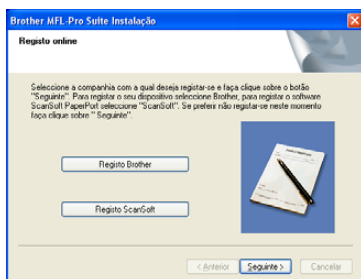 Brother MFL-Pro Suite Instalação
Registo online
Seleccione a companhia com a qual deseja registar-se e faça clique sobre o botão
"Seguinte". Para registar o seu dispositivo seleccione Brother, para registar o software
ScanSoft PaperPort seleccione "ScanSoft". Se preferir não registar-se neste momento
faça clique sobre " Seguinte".
Registo Brother
Registo ScanSoft
< Anterior
Seguinte >
Cancelar